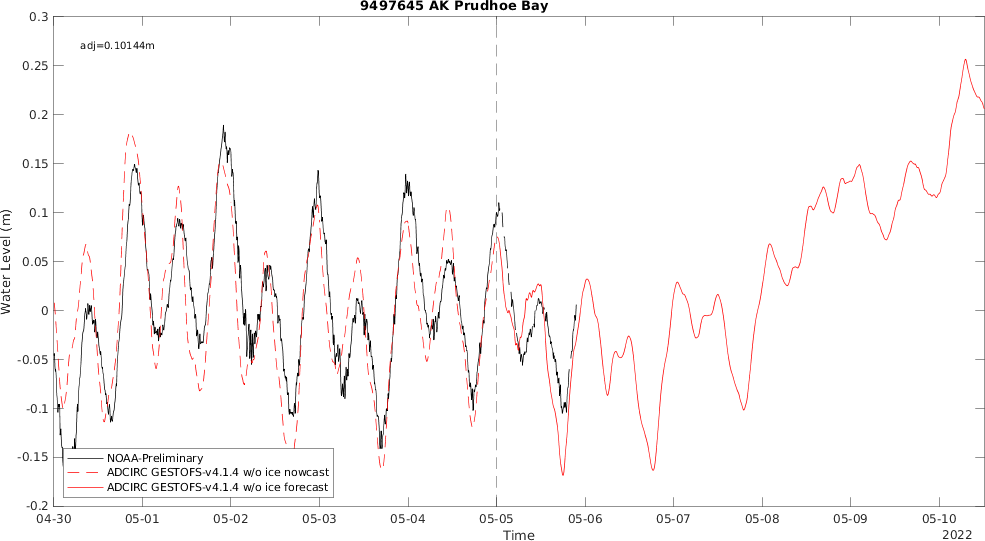 9497645 AK Prudhoe Bay
adj=0.10144m
0.3
0.25
0.2
0.15
0.1
0.05
0
-0.05
-0.1
-0.15
-0.2
Water Level (m)
NOAA-Preliminary
ADCIRC GESTOFS-v4.1.4 w/o ice nowcast
ADCIRC GESTOFS-v4.1.4 w/o ice forecast
04-30 05-01 05-02 05-03 05-04 05-05 05-06 05-07 05-08 05-09 05-10
Time
2022